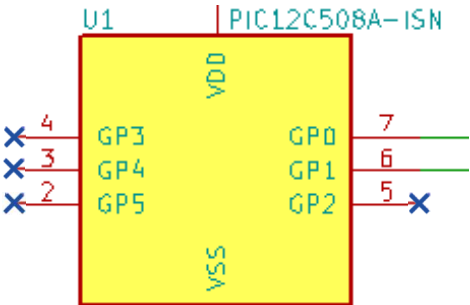 U1 PIC12C508A-ISN
VDD
4 GP3 GP0 7
3 GP4 GP1 6
2 GP5 GP2 5
VSS